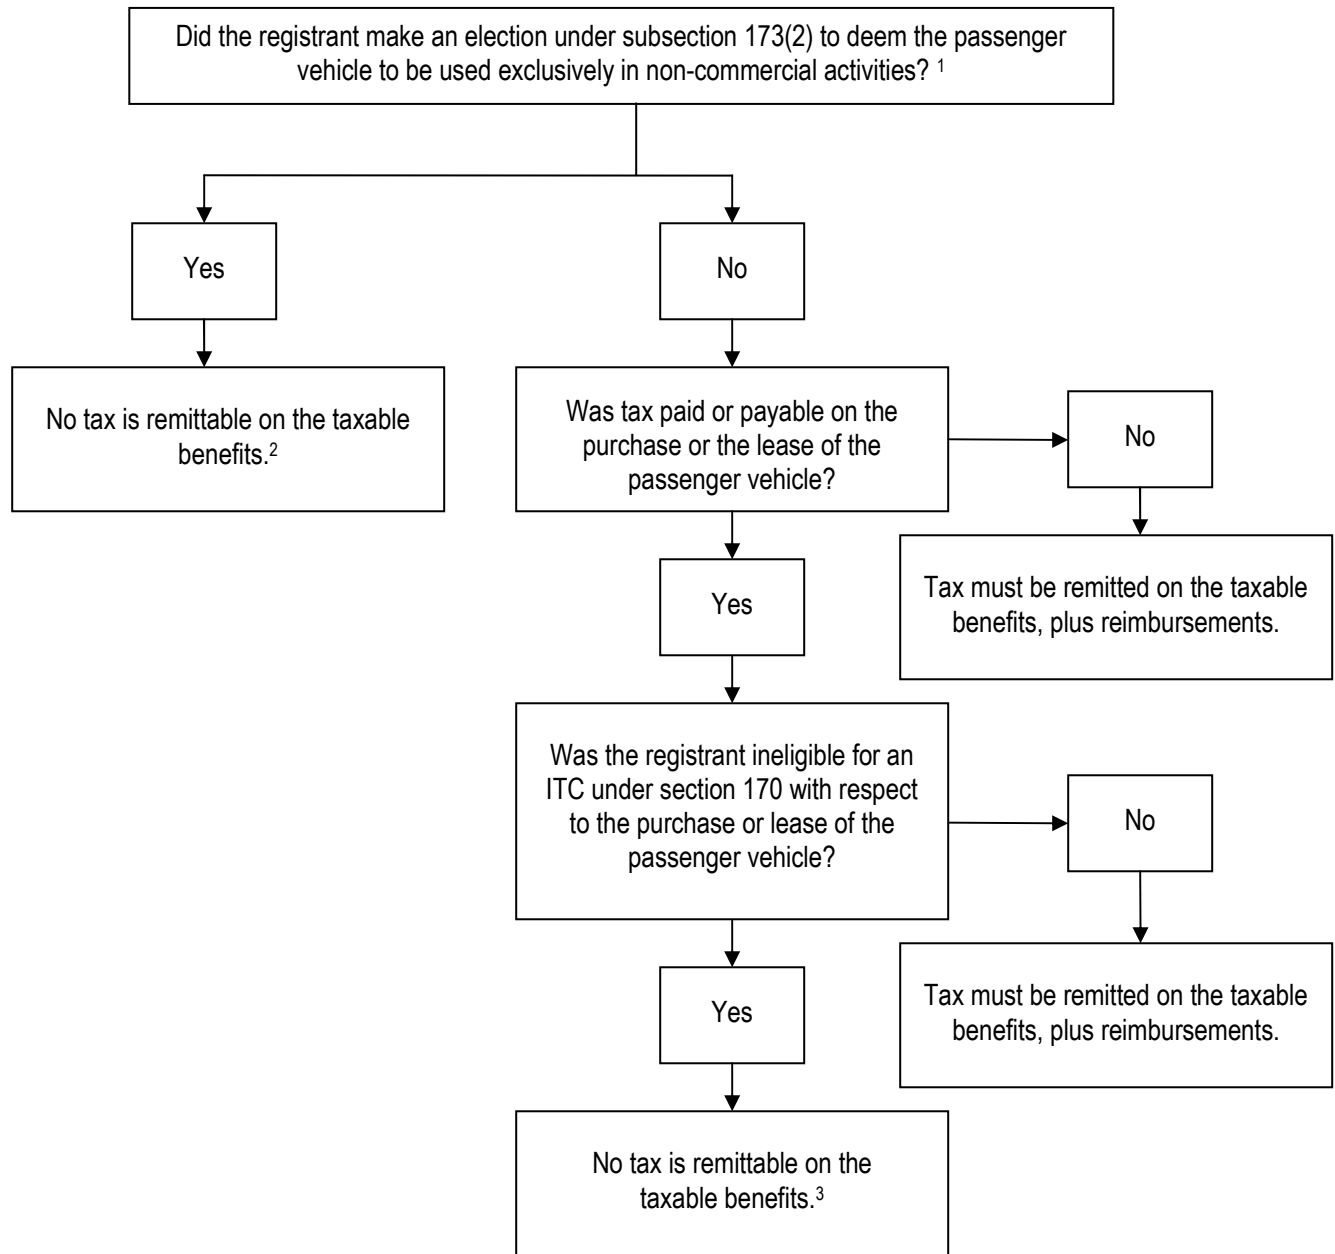 Did the registrant make an election under subsection 173(2) to deem the passenger
vehicle to be used exclusively in non-commercial activities? 1
Yes
No
No tax is remittable on the taxable
benefits.2
Was tax paid or payable on the
purchase or the lease of the
passenger vehicle?
No
Tax must be remitted on the taxable
benefits, plus reimbursements.
Yes
Was the registrant ineligible for an
ITC under section 170 with respect
to the purchase or lease of the
passenger vehicle?
No
Tax must be remitted on the taxable
benefits, plus reimbursements.
Yes
No tax is remittable on the
taxable benefits.3